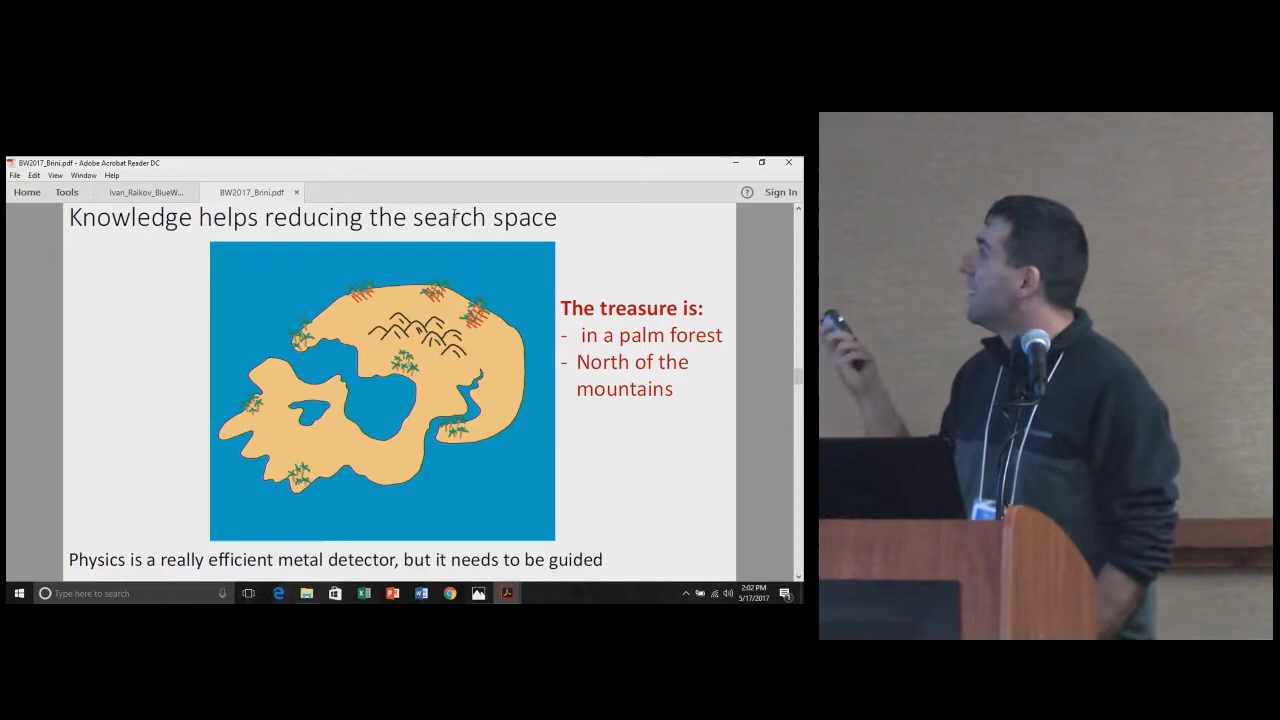 BW2017_Brini.pdf - Adobe Acrobat Reader DC
File Edit View Window Help
Home Tools Ivan_Raikov_BlueW... BW2017_Brini.pdf × ? Sign In
Knowledge helps reducing the search space
The treasure is:
- in a palm forest
- North of the
mountains
Physics is a really efficient metal detector, but it needs to be guided
Type here to search
2:02 PM
5/17/2017